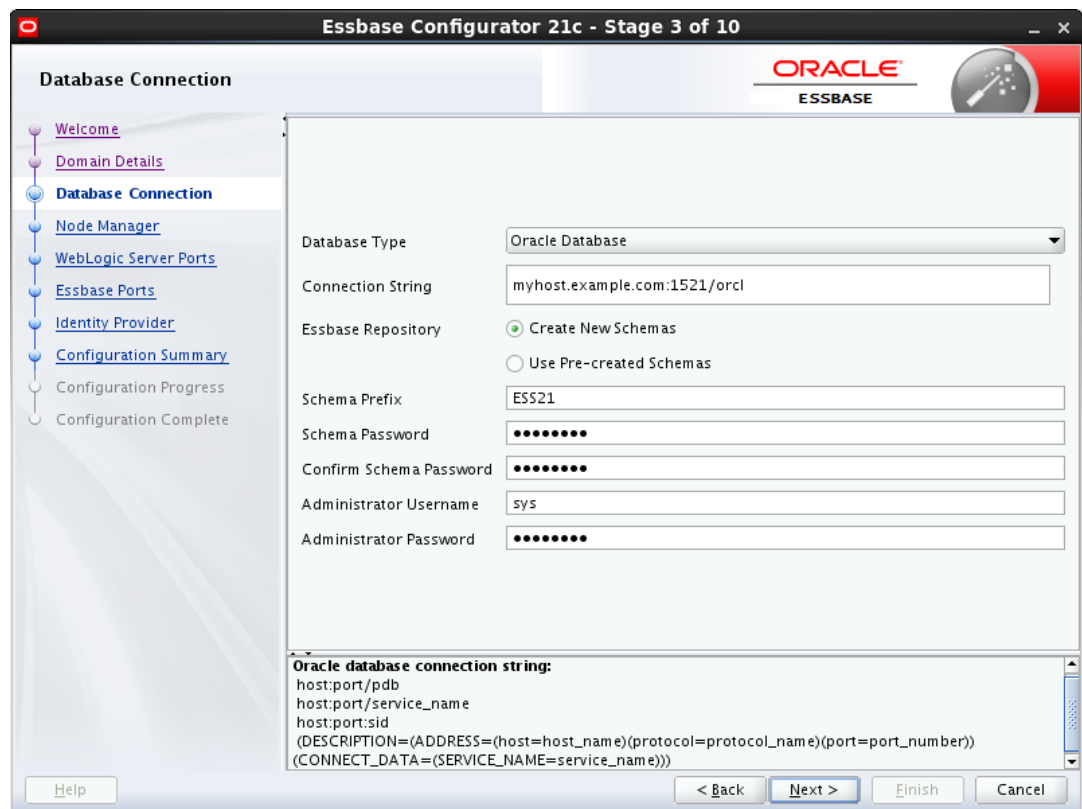 Essbase Configurator 21c - Stage 3 of 10
Database Connection
ORACLE
ESSBASE
Welcome
Domain Details
Database Connection
Node Manager
WebLogic Server Ports
Essbase Ports
Identity Provider
Configuration Summary
Configuration Progress
Configuration Complete
Database Type Oracle Database
Connection String myhost.example.com:1521/orcl
Essbase Repository Create New Schemas
Use Pre-created Schemas
Schema Prefix ESS21
Schema Password ••••••••
Confirm Schema Password ••••••••
Administrator Username sys
Administrator Password ••••••••
Oracle database connection string:
host:port/pdb
host:port/service_name
host:port:sid
(DESCRIPTION=(ADDRESS=(host=host_name)(protocol=protocol_name)(port=port_number))
(CONNECT_DATA=(SERVICE_NAME=service_name)))
Help < Back Next > Finish Cancel